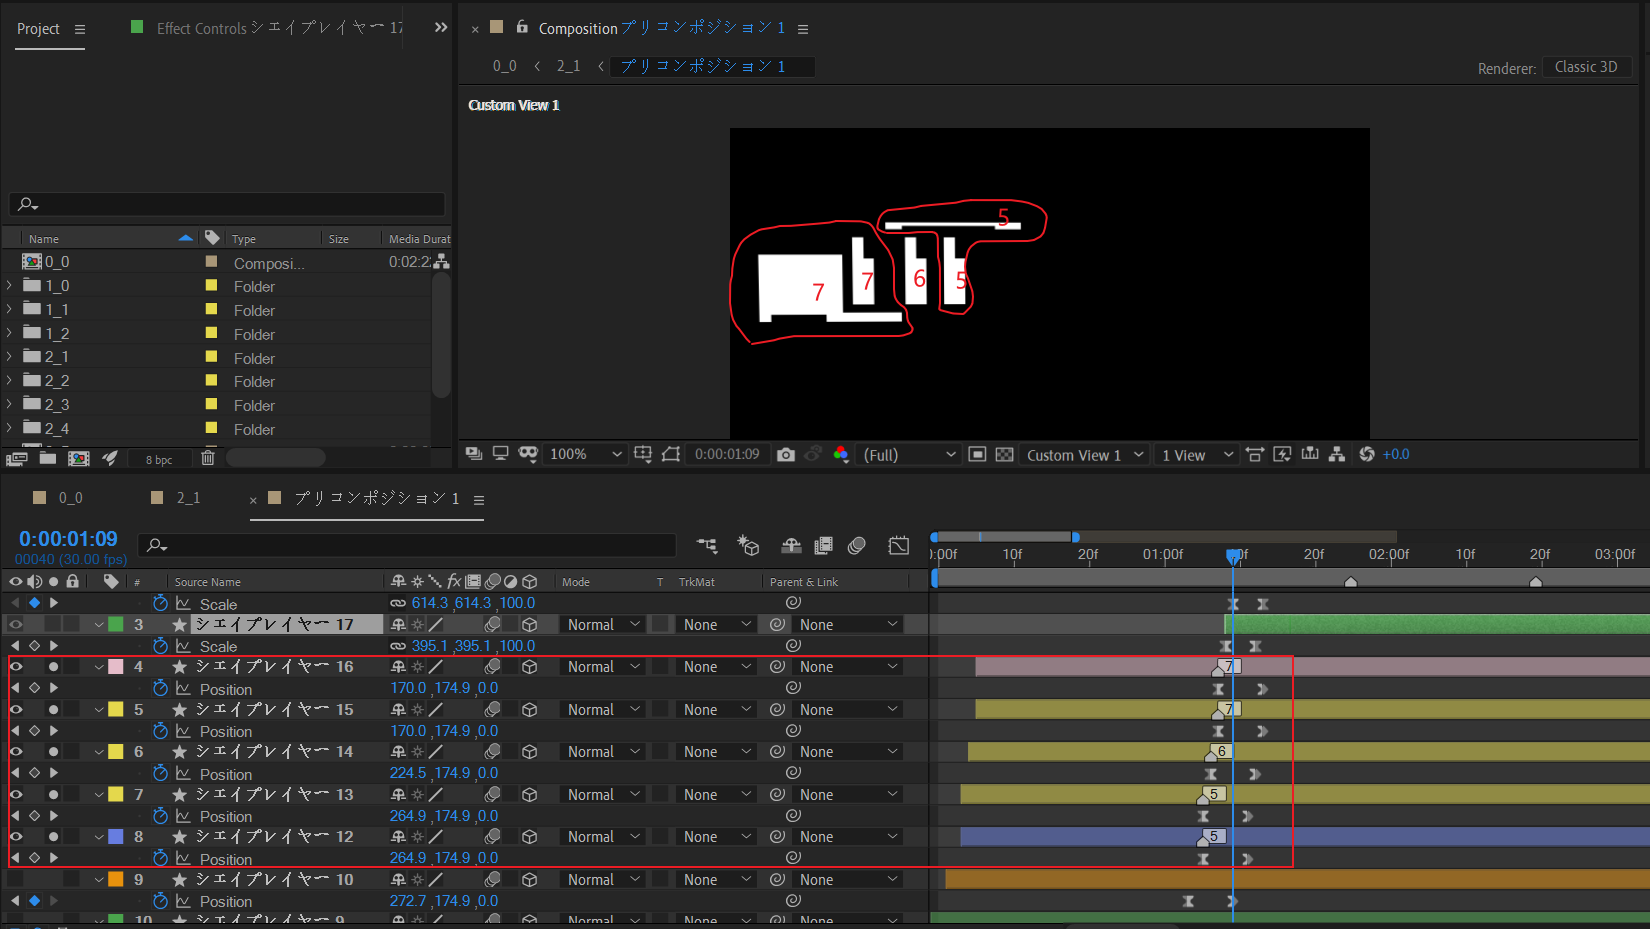 Project
Effect Controls シェイプレイヤー 17
Composition プリコンポジション 1
0_0 ‹ 2_1 ‹ プリコンポジション 1
Renderer: Classic 3D
Custom View 1
5
7
7
6
5
Name Type Size Media Durat
0_0 Composi... 0:02:2
1_0 Folder
1_1 Folder
1_2 Folder
2_1 Folder
2_2 Folder
2_3 Folder
2_4 Folder
8 bpc
100% 0:00:01:09 (Full) Custom View 1 1 View +0.0
0_0 2_1 プリコンポジション 1
0:00:01:09
00040 (30.00 fps)
:00f 10f 20f 01:00f 0f 20f 02:00f 10f 20f 03:00f
# Source Name fx Mode T TrkMat Parent & Link
Scale 614.3 ,614.3 ,100.0
3 シェイプレイヤー 17 Normal None None
Scale 395.1 ,395.1 ,100.0
4 シェイプレイヤー 16 Normal None None 7
Position 170.0 ,174.9 ,0.0
5 シェイプレイヤー 15 Normal None None 7
Position 170.0 ,174.9 ,0.0
6 シェイプレイヤー 14 Normal None None 6
Position 224.5 ,174.9 ,0.0
7 シェイプレイヤー 13 Normal None None 5
Position 264.9 ,174.9 ,0.0
8 シェイプレイヤー 12 Normal None None 5
Position 264.9 ,174.9 ,0.0
9 シェイプレイヤー 10 Normal None None
Position 272.7 ,174.9 ,0.0
10 シェイプレイヤー 9 Normal None None